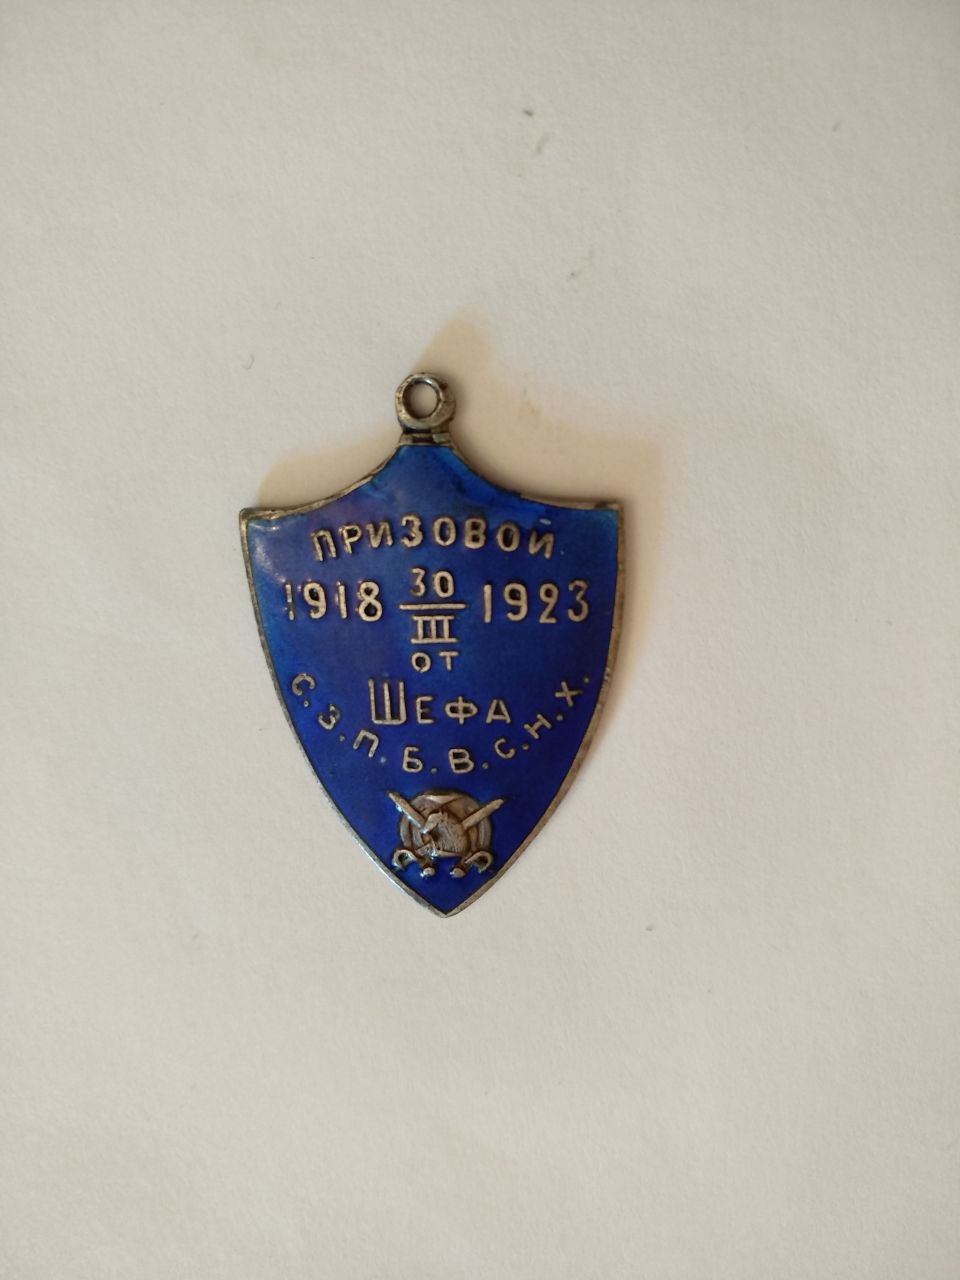 ПРИЗОВОЙ
1918 30/III 1923
ОТ
ШЕФА
С.З.П.Б.В.С.Н.Х.